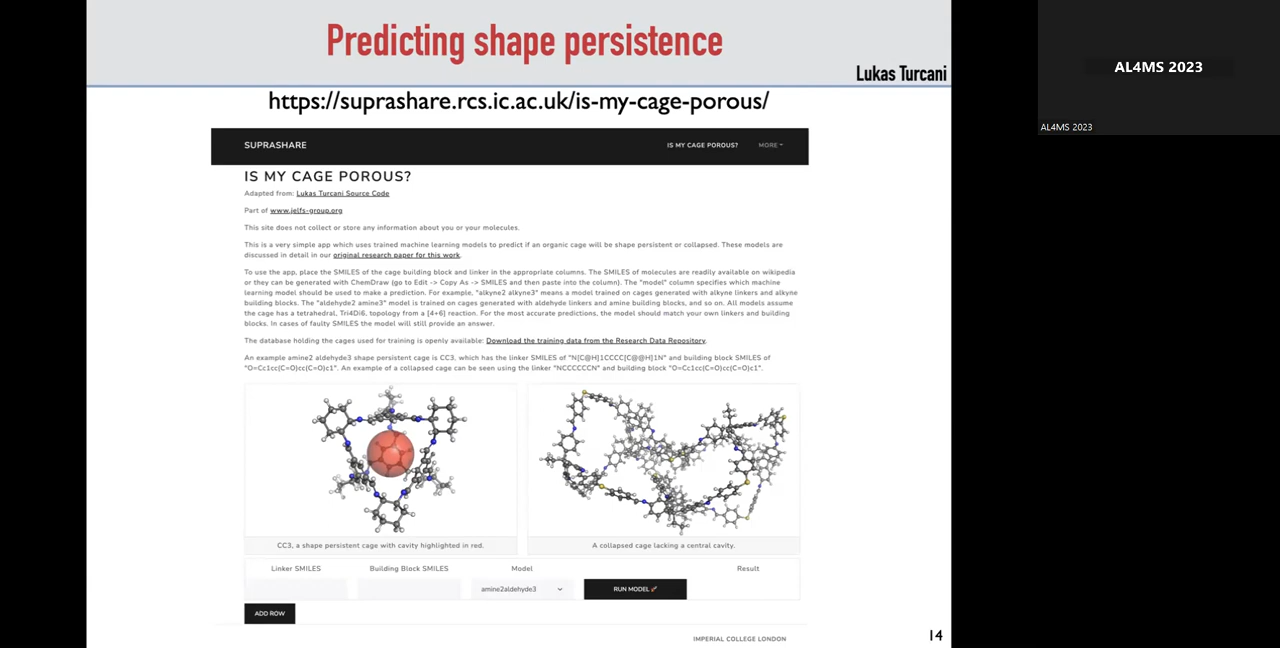 Predicting shape persistence
Lukas Turcani
https://suprashare.rcs.ic.ac.uk/is-my-cage-porous/
SUPRASHARE
IS MY CAGE POROUS?
MORE
IS MY CAGE POROUS?
Adapted from: Lukas Turcani Source Code
Part of www.jelfs-group.org
This site does not collect or store any information about you or your molecules.
This is a very simple app which uses trained machine learning models to predict if an organic cage will be shape persistent or collapsed. These models are
discussed in detail in our original research paper for this work.
To use the app, place the SMILES of the cage building block and linker in the appropriate columns. The SMILES of molecules are readily available on wikipedia
or they can be generated with ChemDraw (go to Edit -> Copy As -> SMILES and then paste into the column). The "model" column specifies which machine
learning model should be used to make a prediction. For example, "alkyne2 alkyne3" means a model trained on cages generated with alkyne linkers and alkyne
building blocks. The "aldehyde2 amine3" model is trained on cages generated with aldehyde linkers and amine building blocks, and so on. All models assume
the cage has a tetrahedral, Tri4Di6, topology from a [4+6] reaction. For the most accurate predictions, the model should match your own linkers and building
blocks. In cases of faulty SMILES the model will still provide an answer.
The database holding the cages used for training is openly available: Download the training data from the Research Data Repository.
An example amine2 aldehyde3 shape persistent cage is CC3, which has the linker SMILES of "N[C@H]1CCCC[C@@H]1N" and building block SMILES of
"O=Cc1cc(C=O)cc(C=O)c1". An example of a collapsed cage can be seen using the linker "NCCCCCCN" and building block "O=Cc1cc(C=O)cc(C=O)c1".
CC3, a shape persistent cage with cavity highlighted in red.
A collapsed cage lacking a central cavity.
Linker SMILES
Building Block SMILES
Model
Result
amine2aldehyde3
RUN MODEL
ADD ROW
IMPERIAL COLLEGE LONDON
14
AL4MS 2023
AL4MS 2023